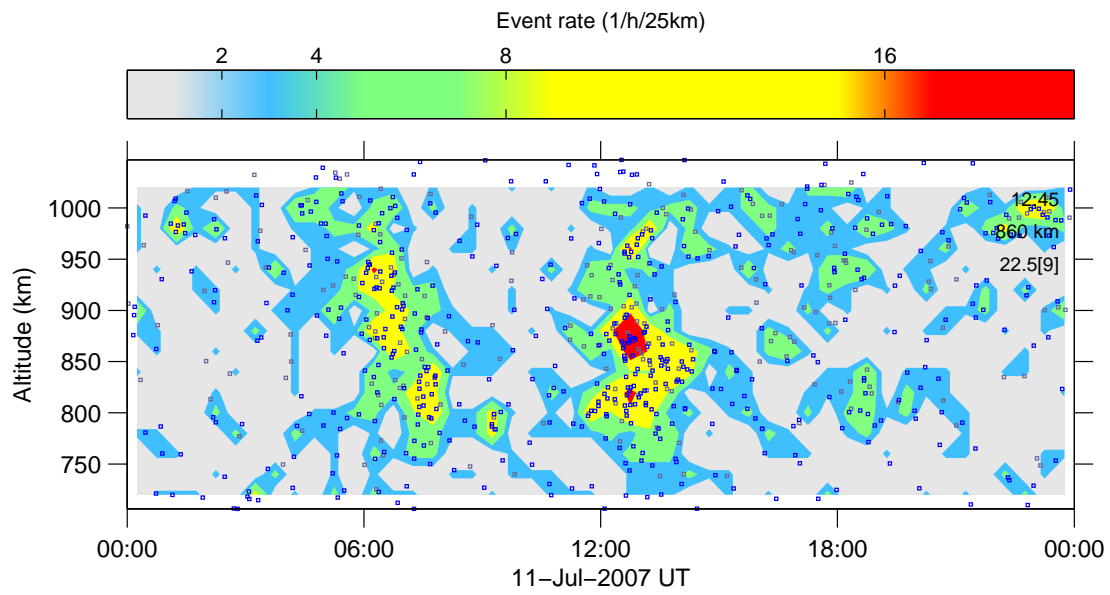 Event rate (1/h/25km)
2 4 8 16
12:45
860 km
22.5[9]
1000
950
900
850
800
750
Altitude (km)
00:00 06:00 12:00 18:00 00:00
11−Jul−2007 UT